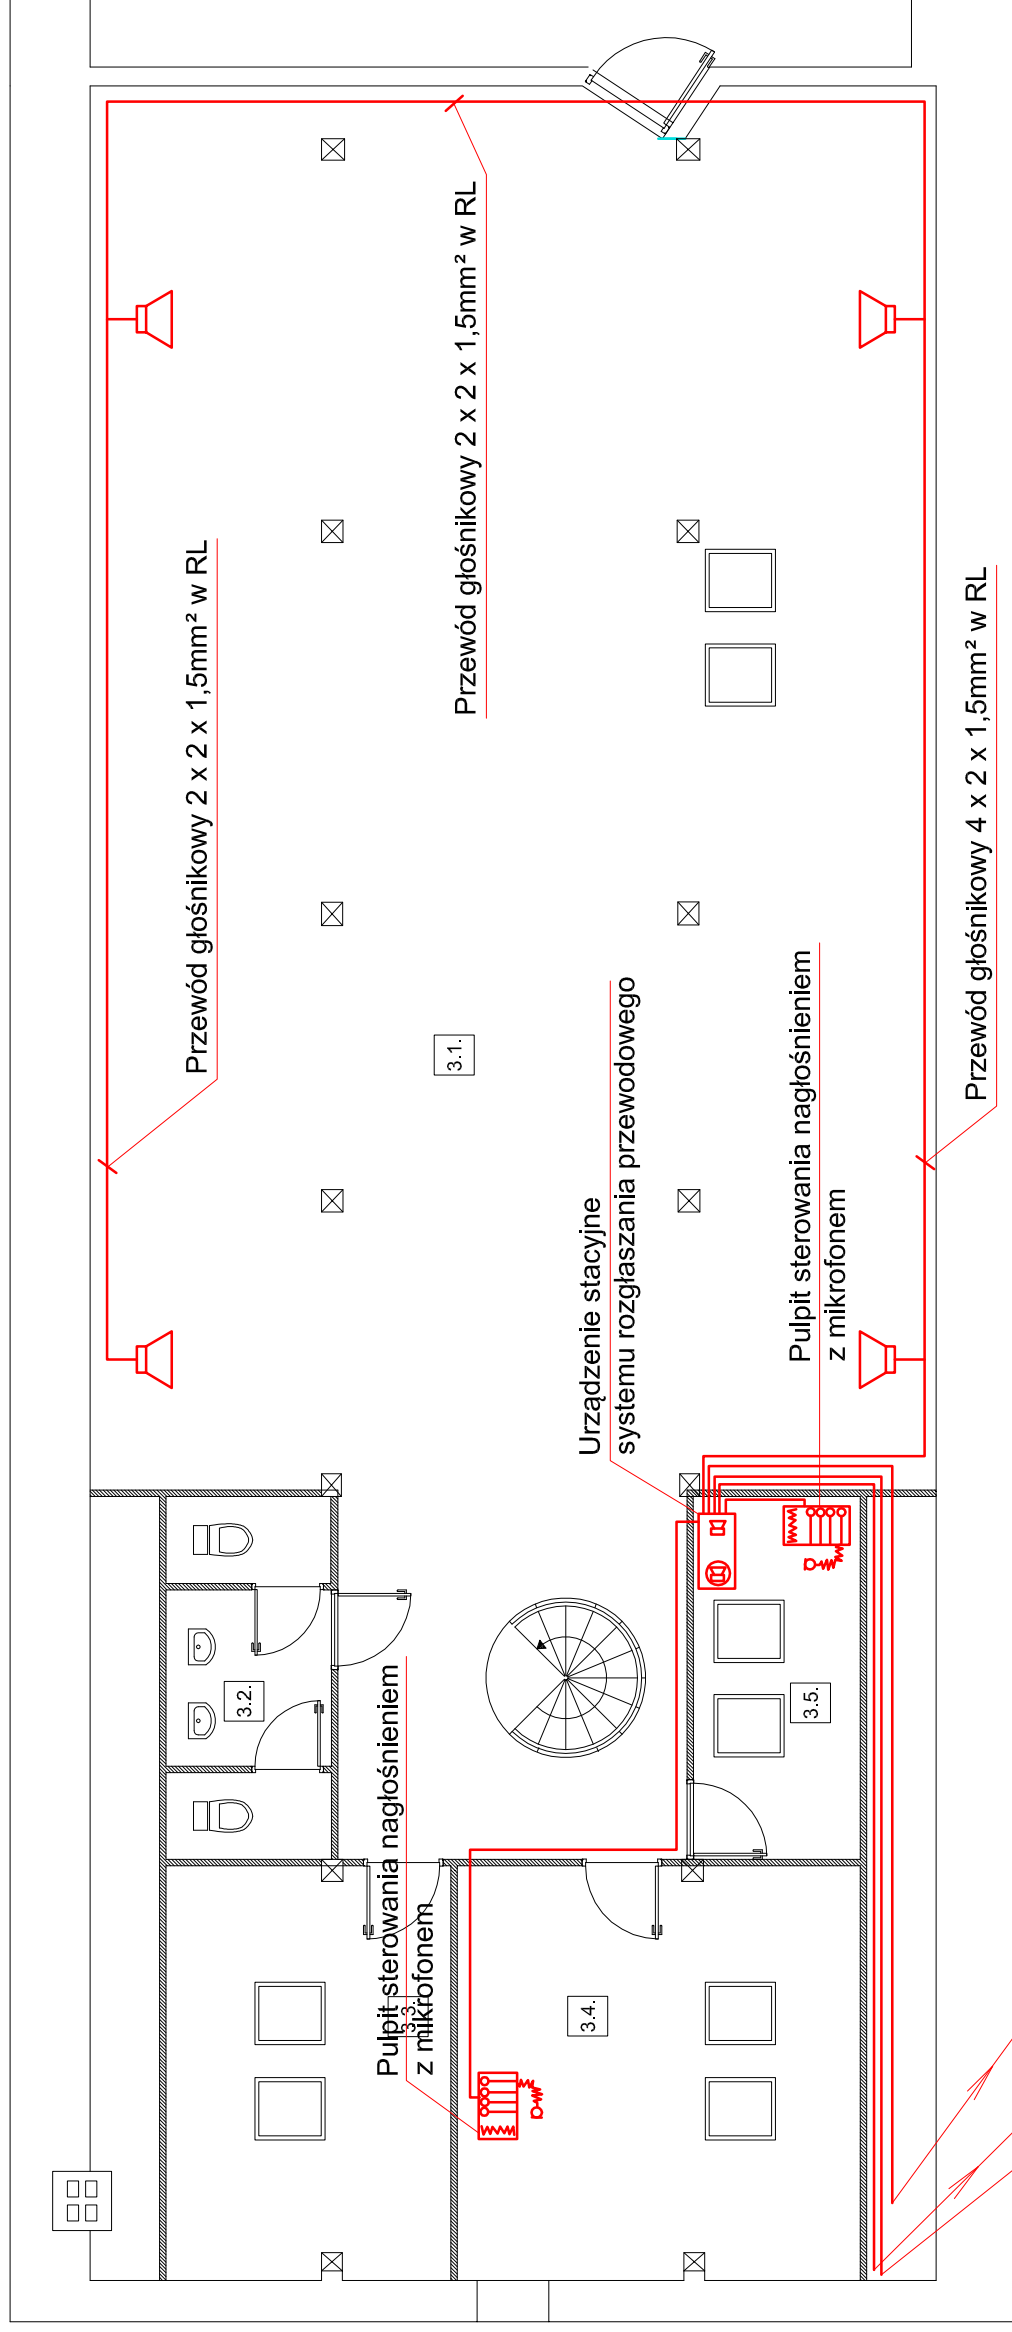 Przewód głośnikowy 2 x 2 x 1,5mm² w RL
Przewód głośnikowy 2 x 2 x 1,5mm² w RL
Przewód głośnikowy 4 x 2 x 1,5mm² w RL
3.1.
Urządzenie stacyjne
systemu rozgłaszania przewodowego
Pulpit sterowania nagłośnieniem
z mikrofonem
3.2.
3.5.
Pulpit sterowania nagłośnieniem
z mikrofonem
3.3.
3.4.